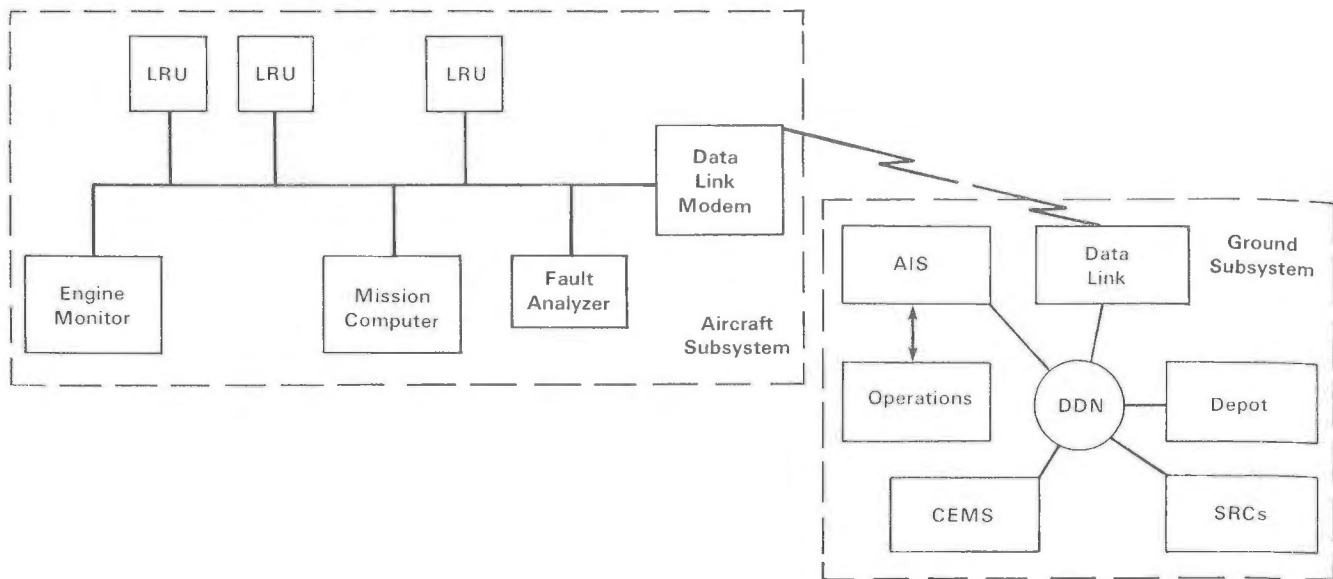 LRU
LRU
LRU
Data
Link
Modem
Engine
Monitor
Mission
Computer
Fault
Analyzer
Aircraft
Subsystem
AIS
Data
Link
Ground
Subsystem
Operations
DDN
Depot
CEMS
SRCs